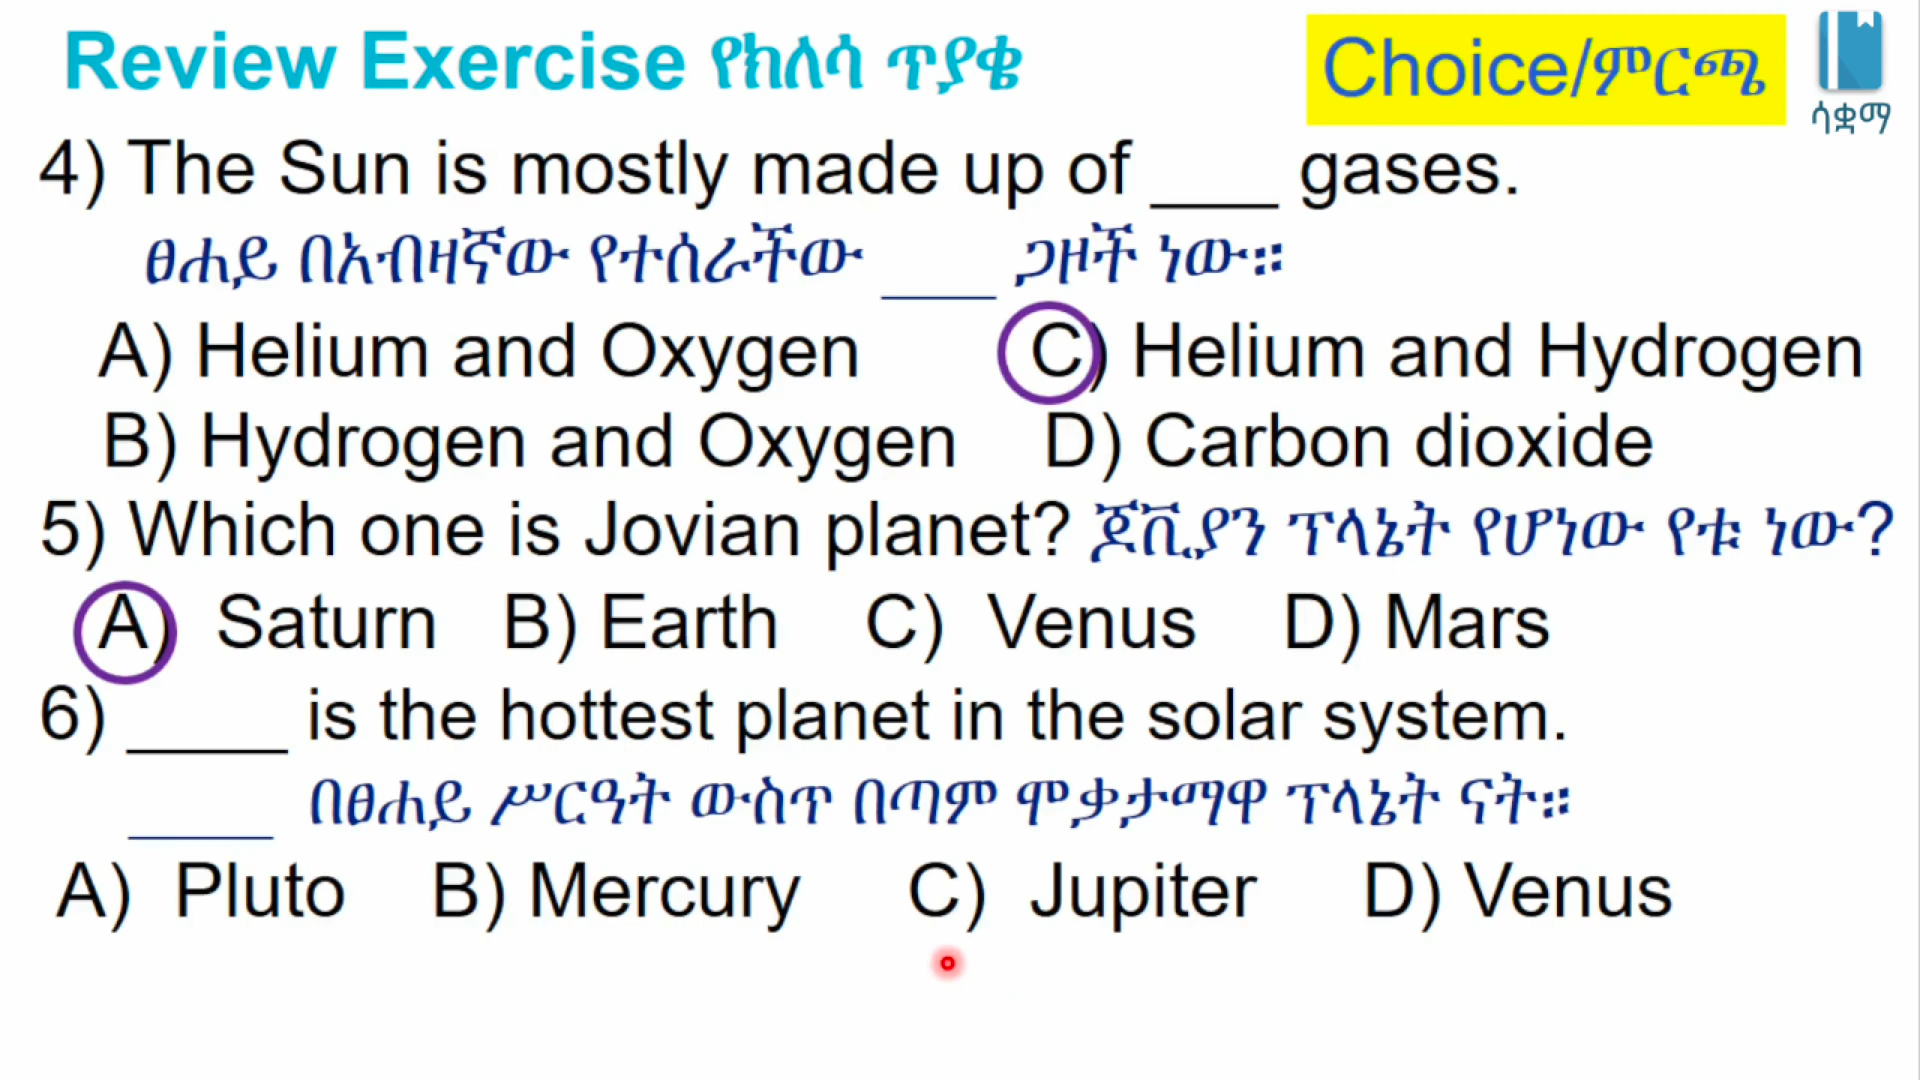 Review Exercise የክለሳ ጥያቄ
Choice/ምርጫ
ሳቋማ
4) The Sun is mostly made up of ___ gases.
ፀሐይ በአብዛኛው የተሰራችው ___ ጋዞች ነው።
A) Helium and Oxygen C) Helium and Hydrogen
B) Hydrogen and Oxygen D) Carbon dioxide
5) Which one is Jovian planet? ጆቪያን ፕላኔት የሆነው የቱ ነው?
A) Saturn B) Earth C) Venus D) Mars
6) ____ is the hottest planet in the solar system.
____ በፀሐይ ሥርዓት ውስጥ በጣም ሞቃታማዋ ፕላኔት ናት።
A) Pluto B) Mercury C) Jupiter D) Venus